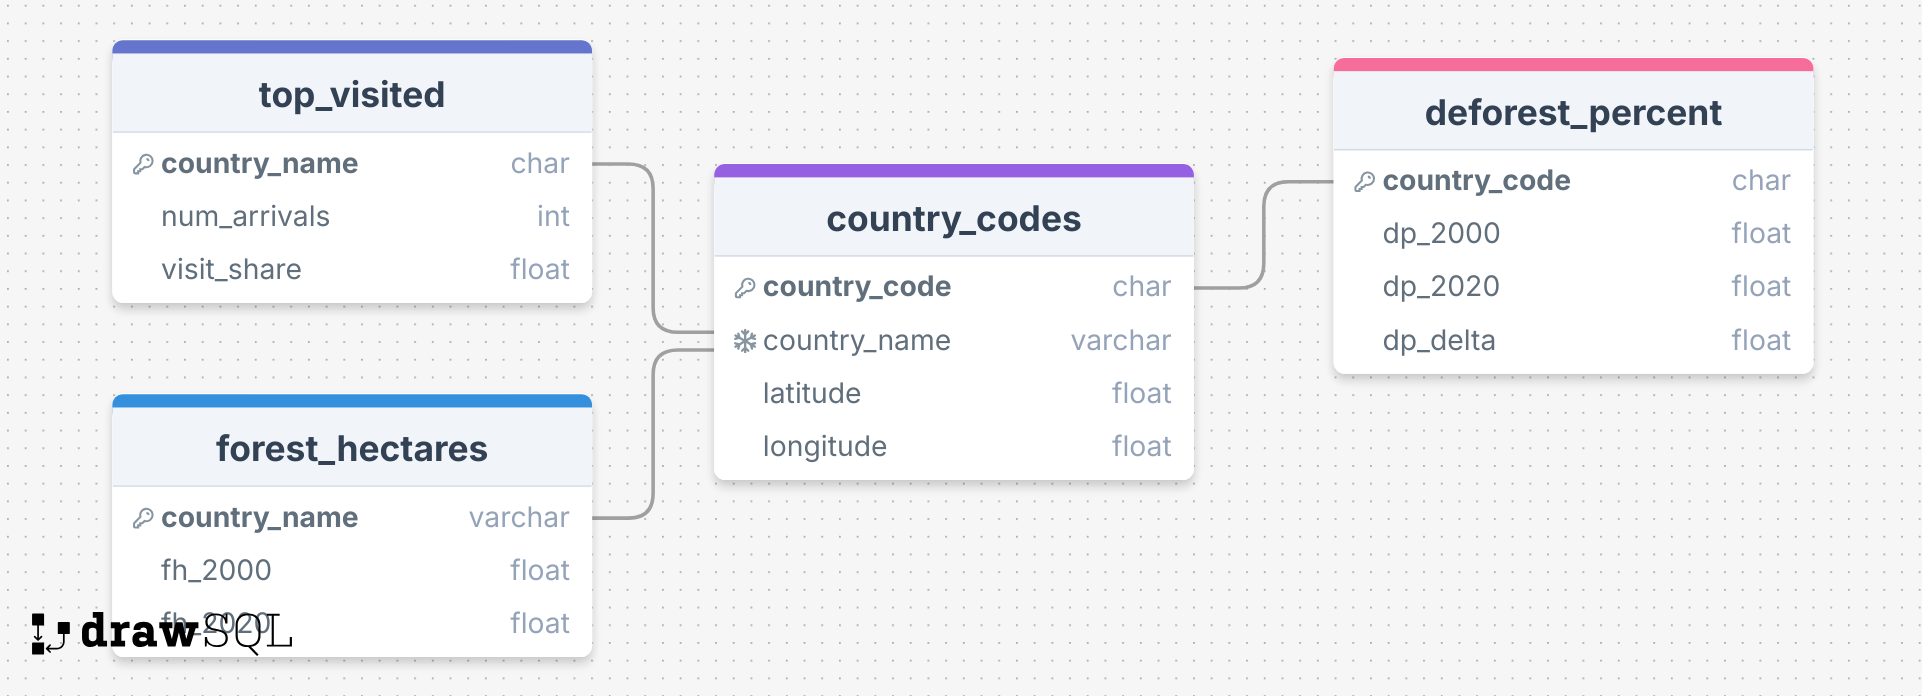 top_visited
country_name char
num_arrivals int
visit_share float
forest_hectares
country_name varchar
fh_2000 float
fh_2020 float
drawSQL
country_codes
country_code char
country_name varchar
latitude float
longitude float
deforest_percent
country_code char
dp_2000 float
dp_2020 float
dp_delta float